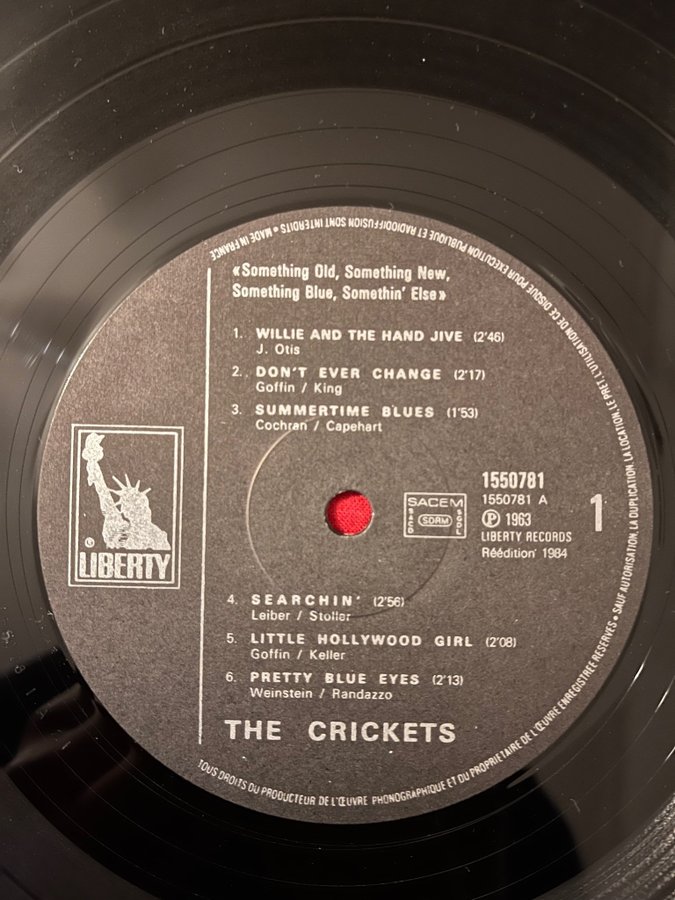 TOUS DROITS DU PRODUCTEUR DE L'ŒUVRE PHONOGRAPHIQUE ET DU PROPRIETAIRE DE L'ŒUVRE ENREGISTREE RESERVES • SAUF AUTORISATION, LA DUPLICATION, LA LOCATION, LE PRET, L'UTILISATION DE CE DISQUE POUR EXECUTION PUBLIQUE ET RADIODIFFUSION SONT INTERDITS • MADE IN FRANCE
«Something Old, Something New,
Something Blue, Somethin' Else»
1. WILLIE AND THE HAND JIVE (2'46)
J. Otis
2. DON'T EVER CHANGE (2'17)
Goffin / King
3. SUMMERTIME BLUES (1'53)
Cochran / Capehart
LIBERTY
SACEM
SACD
SDRM
SGDL
1550781
1550781 A
Ⓟ 1963
LIBERTY RECORDS
Réédition 1984
1
4. SEARCHIN' (2'56)
Leiber / Stoller
5. LITTLE HOLLYWOOD GIRL (2'08)
Goffin / Keller
6. PRETTY BLUE EYES (2'13)
Weinstein / Randazzo
THE CRICKETS